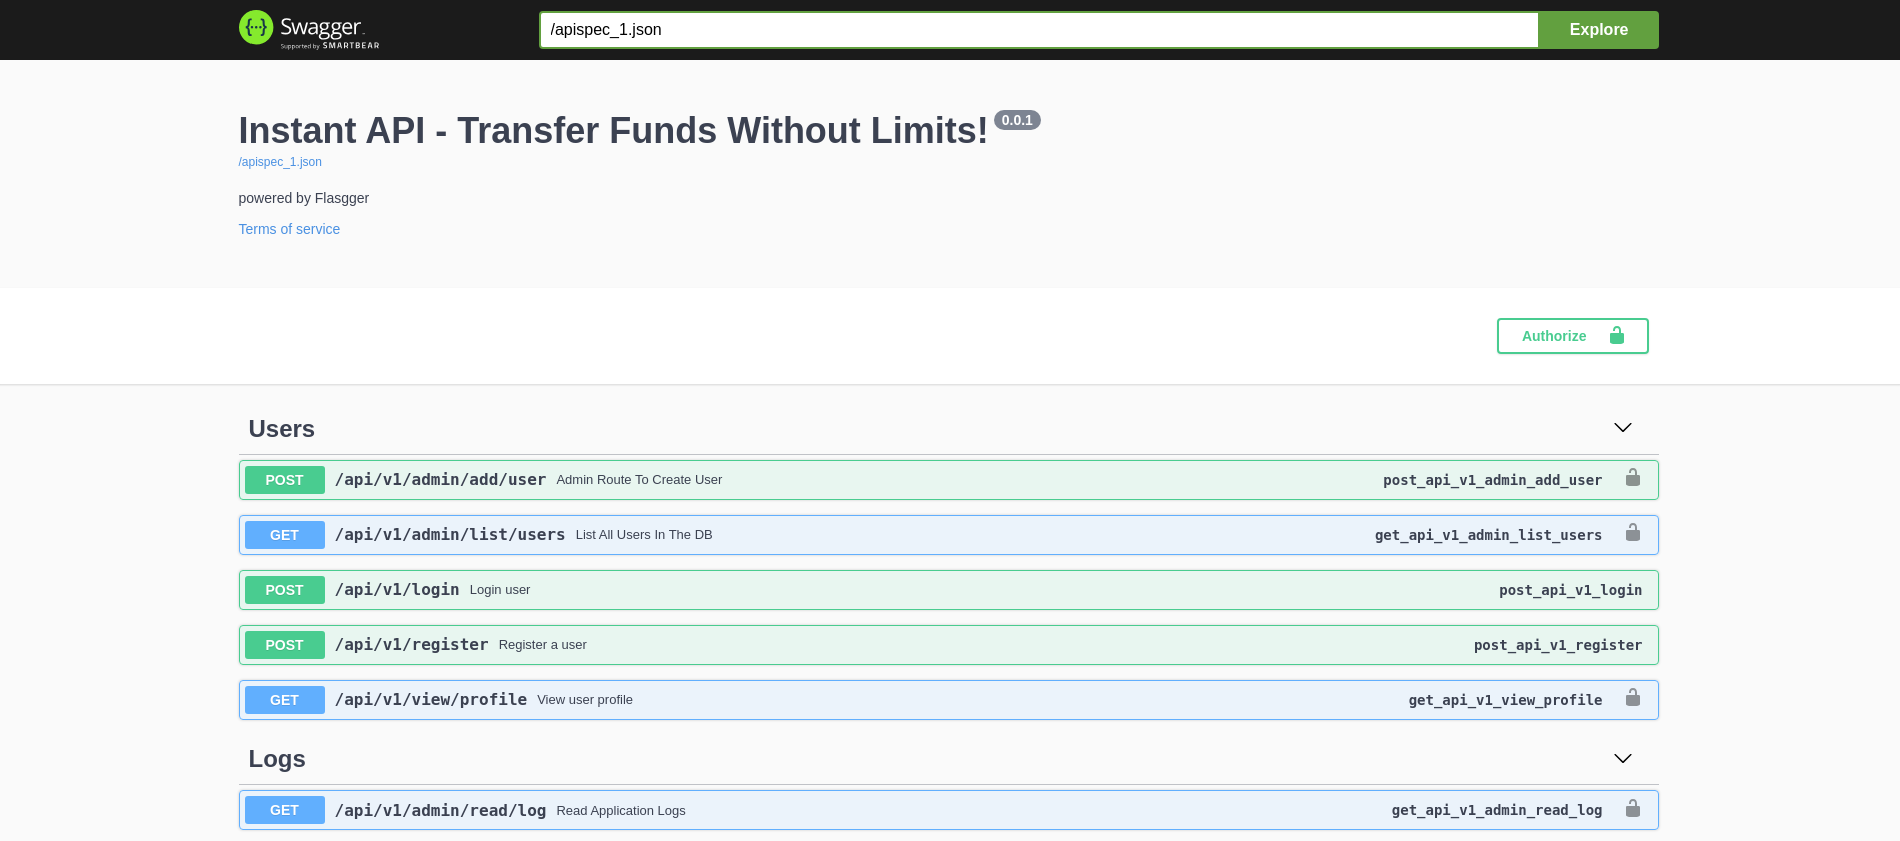 Swagger
Supported by SMARTBEAR
/apispec_1.json
Explore
Instant API - Transfer Funds Without Limits! 0.0.1
/apispec_1.json
powered by Flasgger
Terms of service
Authorize
Users
POST /api/v1/admin/add/user Admin Route To Create User post_api_v1_admin_add_user
GET /api/v1/admin/list/users List All Users In The DB get_api_v1_admin_list_users
POST /api/v1/login Login user post_api_v1_login
POST /api/v1/register Register a user post_api_v1_register
GET /api/v1/view/profile View user profile get_api_v1_view_profile
Logs
GET /api/v1/admin/read/log Read Application Logs get_api_v1_admin_read_log